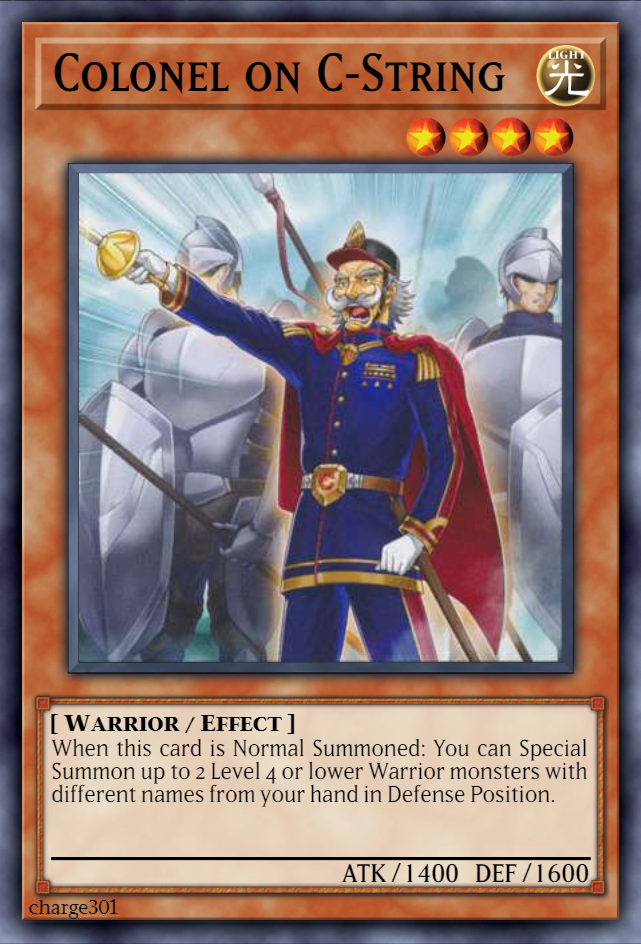 Colonel on C-String
LIGHT
光
[ Warrior / Effect ]
When this card is Normal Summoned: You can Special
Summon up to 2 Level 4 or lower Warrior monsters with
different names from your hand in Defense Position.
ATK/1400 DEF/1600
charge301